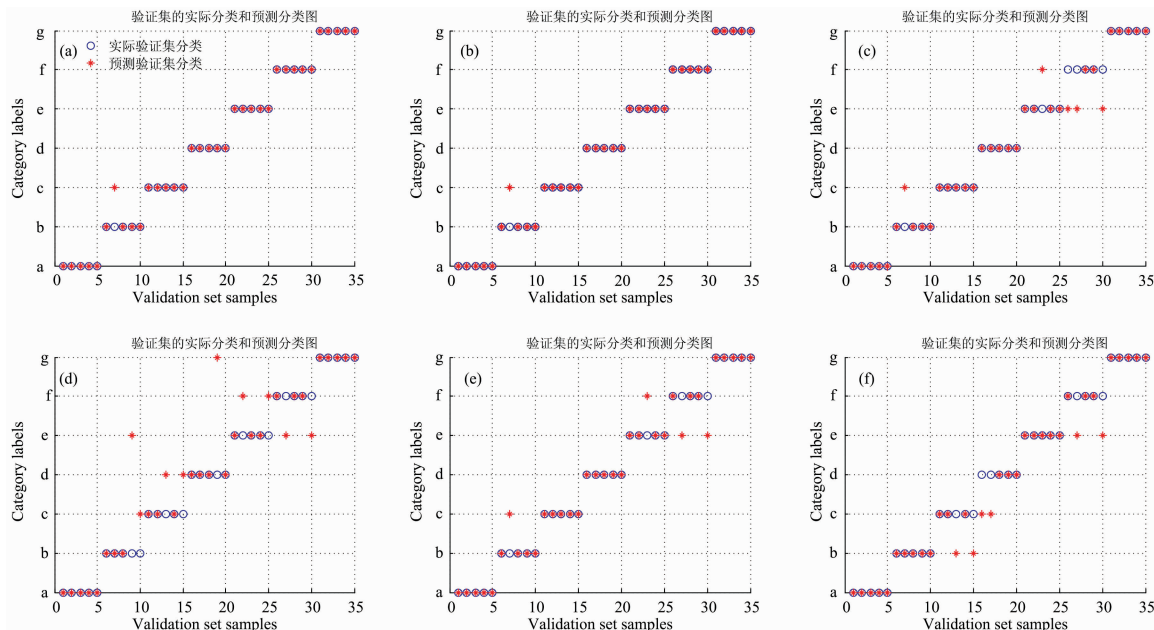 验证集的实际分类和预测分类图
(a)
实际验证集分类
预测验证集分类
Category labels
g
f
e
d
c
b
a
0 5 10 15 20 25 30 35
Validation set samples
验证集的实际分类和预测分类图
(b)
Category labels
g
f
e
d
c
b
a
0 5 10 15 20 25 30 35
Validation set samples
验证集的实际分类和预测分类图
(c)
Category labels
g
f
e
d
c
b
a
0 5 10 15 20 25 30 35
Validation set samples
验证集的实际分类和预测分类图
(d)
Category labels
g
f
e
d
c
b
a
0 5 10 15 20 25 30 35
Validation set samples
验证集的实际分类和预测分类图
(e)
Category labels
g
f
e
d
c
b
a
0 5 10 15 20 25 30 35
Validation set samples
验证集的实际分类和预测分类图
(f)
Category labels
g
f
e
d
c
b
a
0 5 10 15 20 25 30 35
Validation set samples